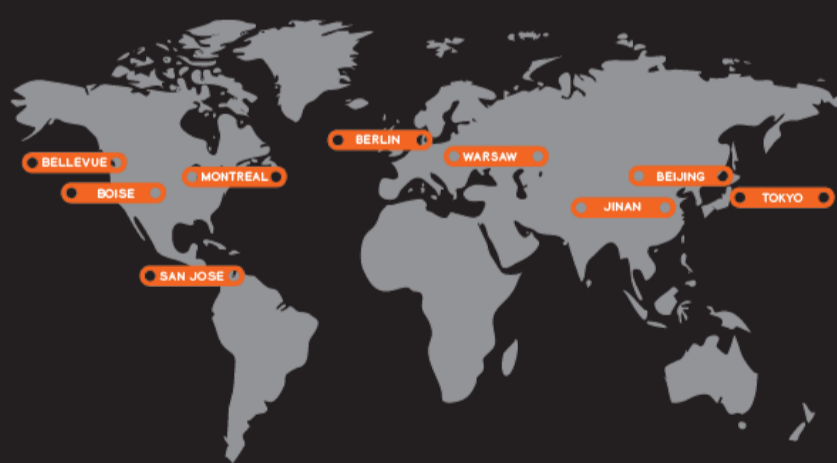 BERLIN
WARSAW
BELLEVUE
MONTREAL
BEIJING
BOISE
TOKYO
JINAN
SAN JOSE